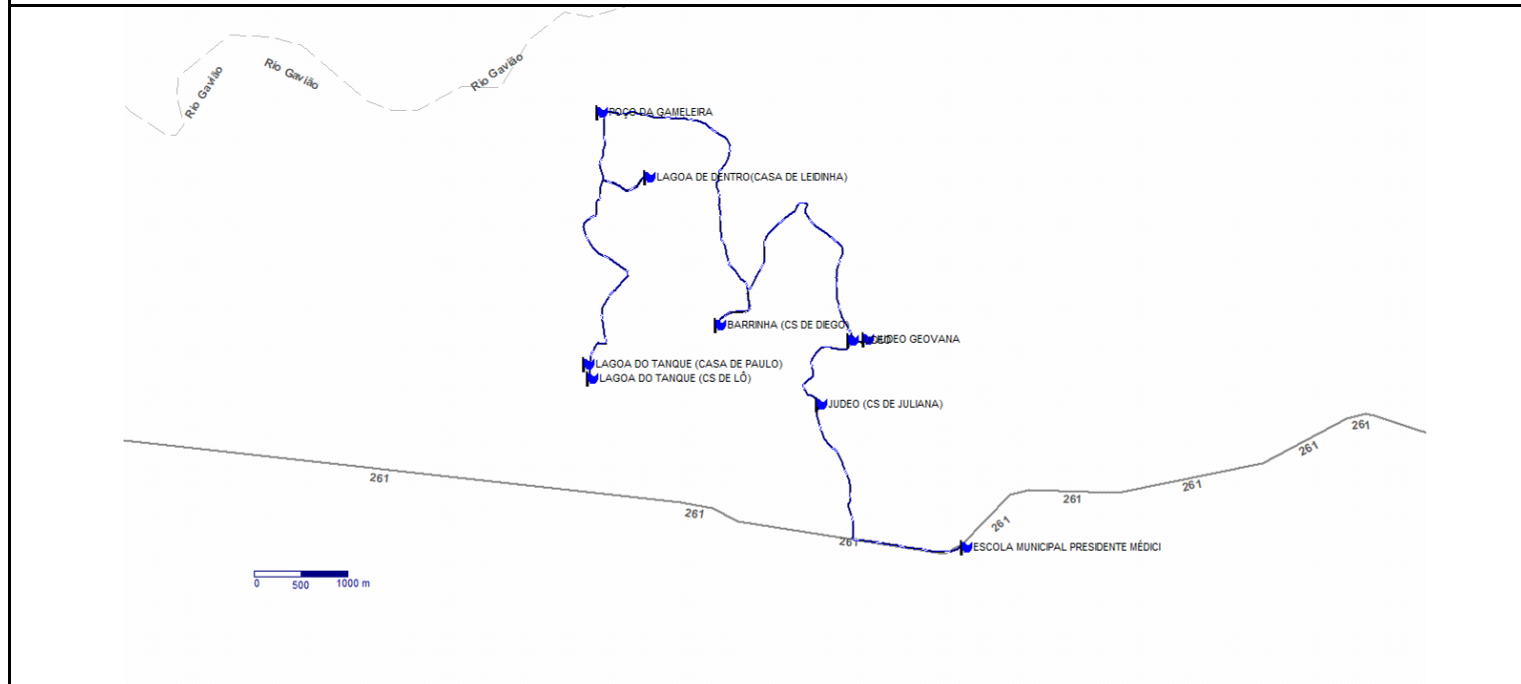 Rio Gavião
Rio Gavião
Rio Gavião
POÇO DA GAMELEIRA
LAGOA DE DENTRO(CASA DE LEIDINHA)
BARRINHA (CS DE DIEGO)
JUDEO GEOVANA
LAGOA DO TANQUE (CASA DE PAULO)
LAGOA DO TANQUE (CS DE LÔ)
JUDEO (CS DE JULIANA)
261
261
261
261
261
261
261
261
ESCOLA MUNICIPAL PRESIDENTE MÉDICI
0 500 1000 m